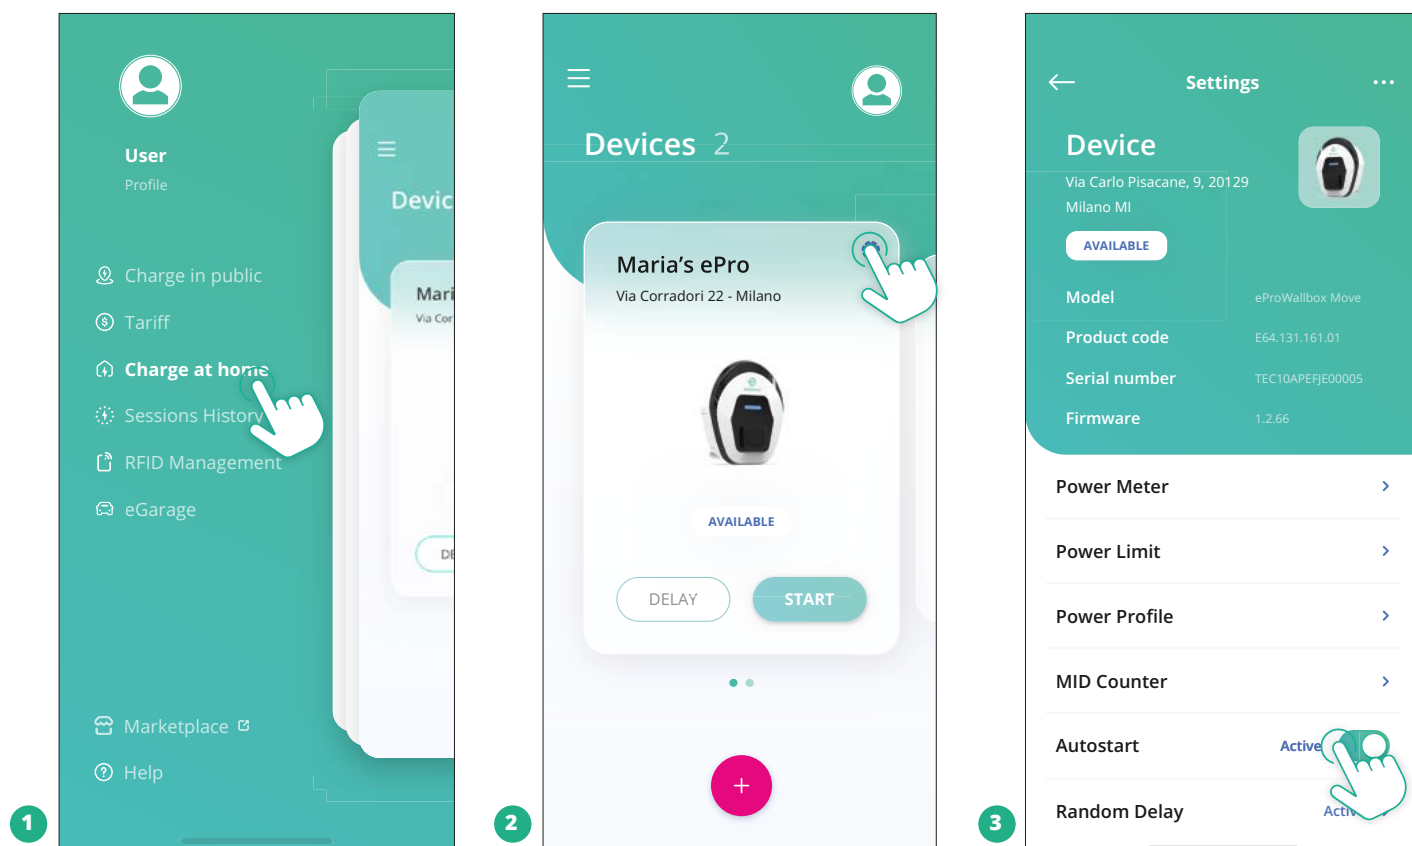 User
Profile
Charge in public
Tariff
Charge at home
Sessions History
RFID Management
eGarage
Marketplace
Help
Devic
Mari
Via Cor
DE
1
Devices 2
Maria's ePro
Via Corradori 22 - Milano
AVAILABLE
DELAY START
+
2
Settings
Device
Via Carlo Pisacane, 9, 20129
Milano MI
AVAILABLE
Model eProWallbox Move
Product code E64.131.161.01
Serial number TEC10APEFJE00005
Firmware 1.2.66
Power Meter
Power Limit
Power Profile
MID Counter
Autostart Active
Random Delay Activ
3